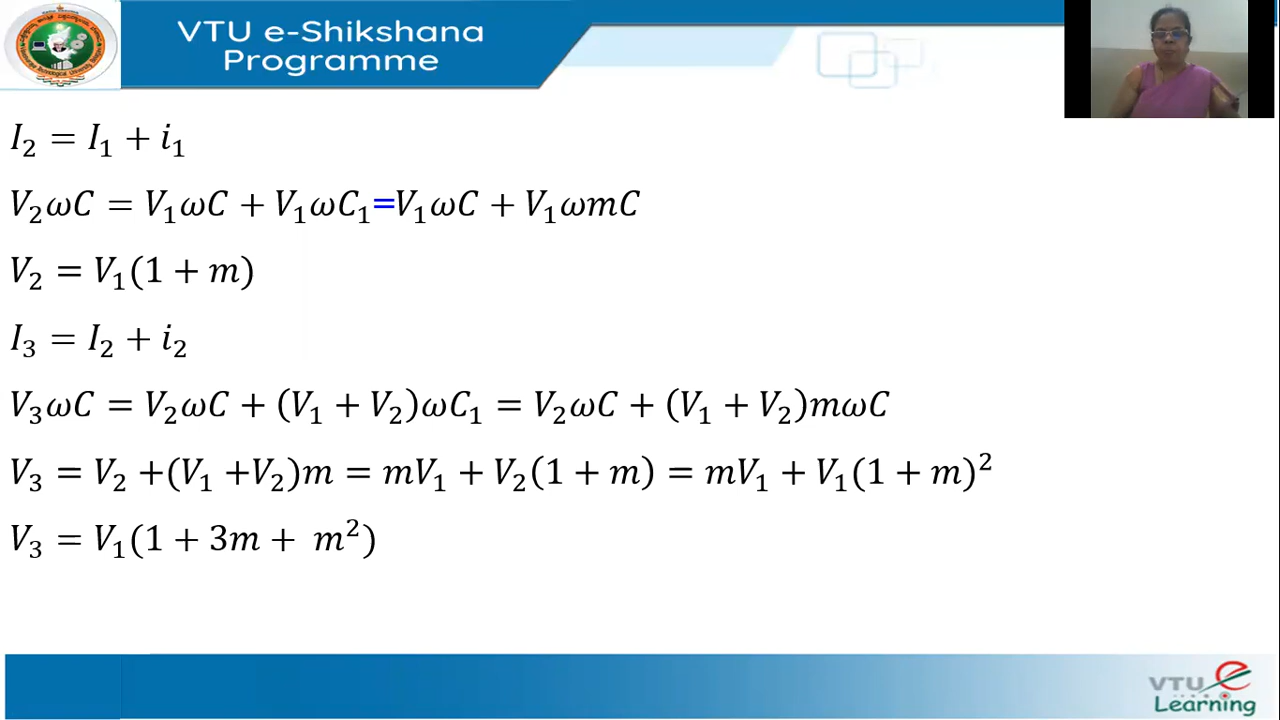 VTU e-Shikshana
Programme
I₂ = I₁ + i₁
V₂ωC = V₁ωC + V₁ωC₁=V₁ωC + V₁ωmC
V₂ = V₁(1 + m)
I₃ = I₂ + i₂
V₃ωC = V₂ωC + (V₁ + V₂)ωC₁ = V₂ωC + (V₁ + V₂)mωC
V₃ = V₂ +(V₁ +V₂)m = mV₁ + V₂(1 + m) = mV₁ + V₁(1 + m)²
V₃ = V₁(1 + 3m + m²)
VTU e
Learning